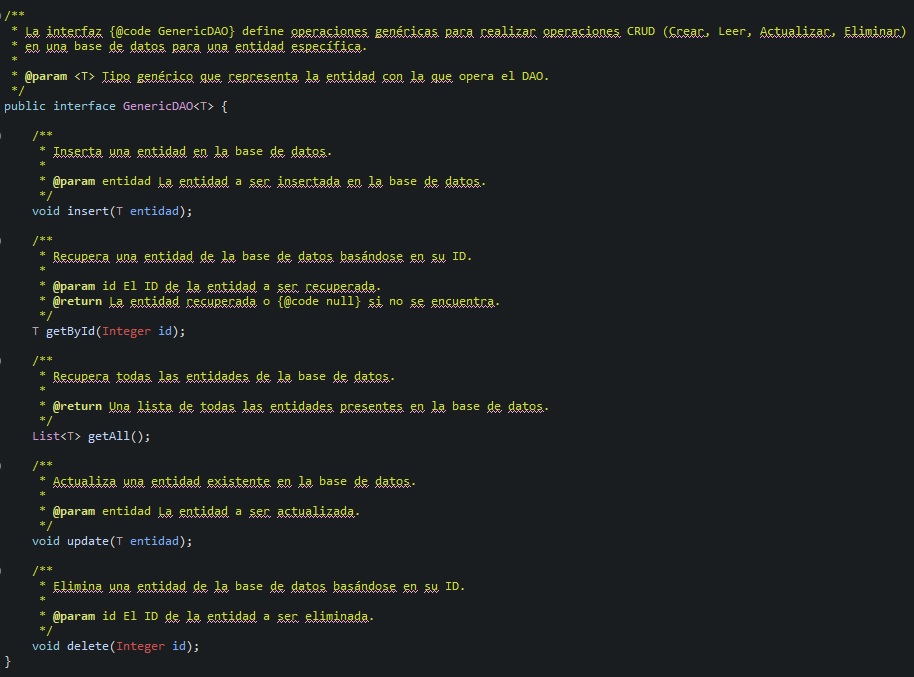 /**
 * La interfaz {@code GenericDAO} define operaciones genéricas para realizar operaciones CRUD (Crear, Leer, Actualizar, Eliminar)
 * en una base de datos para una entidad específica.
 *
 * @param <T> Tipo genérico que representa la entidad con la que opera el DAO.
 */
public interface GenericDAO<T> {
    /**
     * Inserta una entidad en la base de datos.
     *
     * @param entidad La entidad a ser insertada en la base de datos.
     */
    void insert(T entidad);
    /**
     * Recupera una entidad de la base de datos basándose en su ID.
     *
     * @param id El ID de la entidad a ser recuperada.
     * @return La entidad recuperada o {@code null} si no se encuentra.
     */
    T getById(Integer id);
    /**
     * Recupera todas las entidades de la base de datos.
     *
     * @return Una lista de todas las entidades presentes en la base de datos.
     */
    List<T> getAll();
    /**
     * Actualiza una entidad existente en la base de datos.
     *
     * @param entidad La entidad a ser actualizada.
     */
    void update(T entidad);
    /**
     * Elimina una entidad de la base de datos basándose en su ID.
     *
     * @param id El ID de la entidad a ser eliminada.
     */
    void delete(Integer id);
}